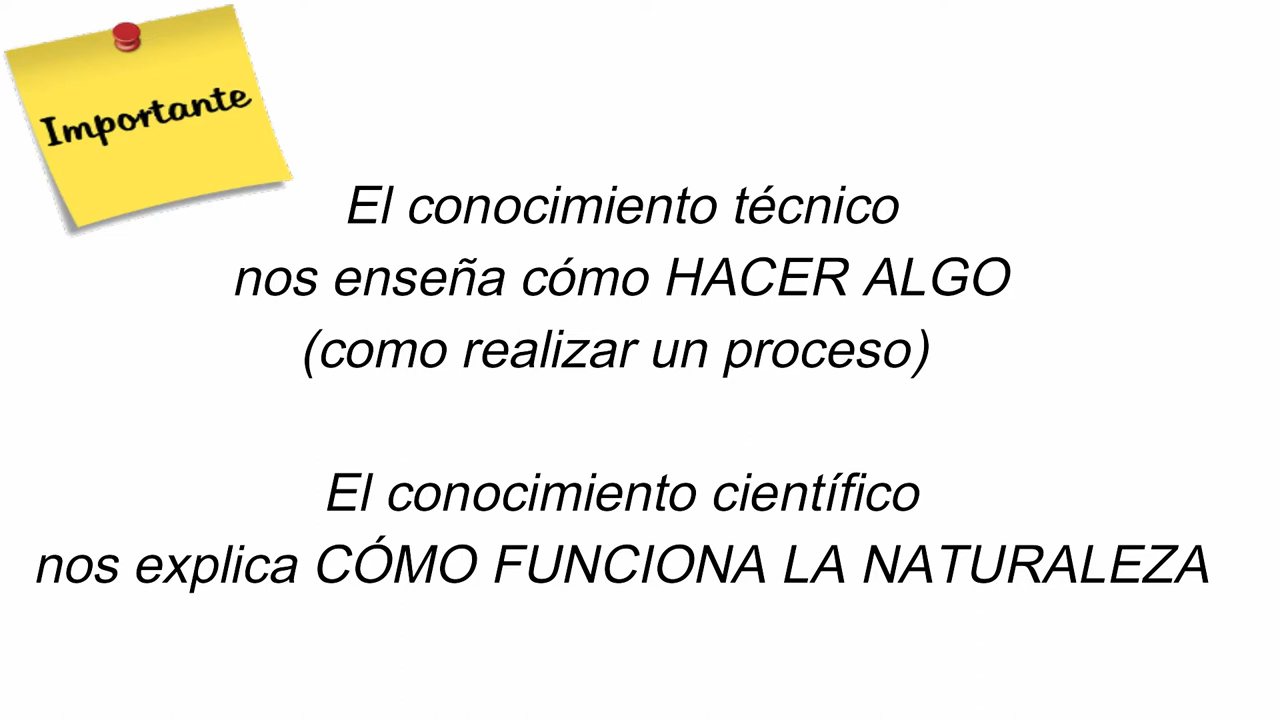 Importante
El conocimiento técnico
nos enseña cómo HACER ALGO
(como realizar un proceso)
El conocimiento científico
nos explica CÓMO FUNCIONA LA NATURALEZA